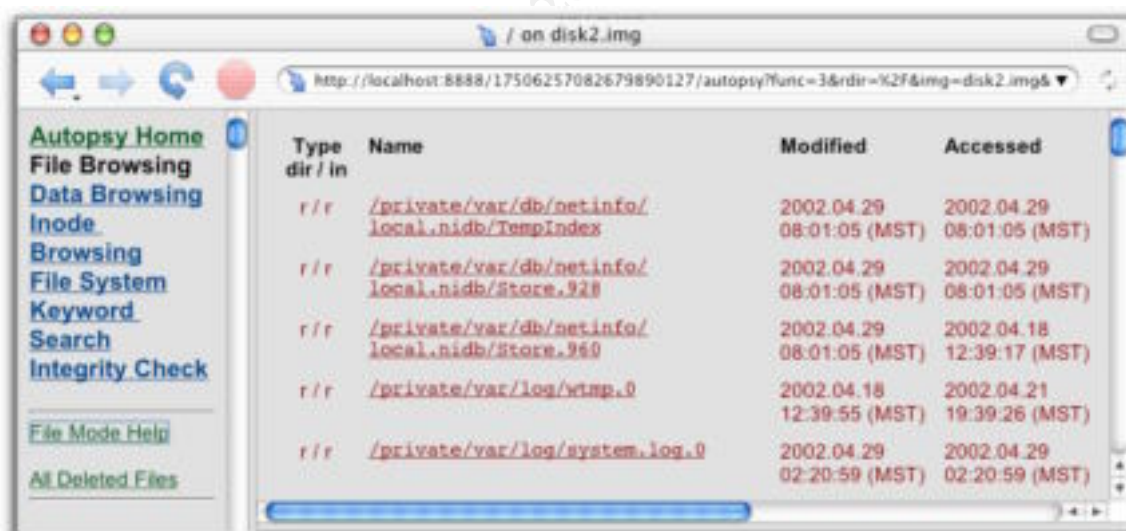 / on disk2.img
http://localhost:8888/17506257082679890127/autopsy?func=3&rdir=%2F&img=disk2.img&
Autopsy Home
File Browsing
Data Browsing
Inode
Browsing
File System
Keyword
Search
Integrity Check
File Mode Help
All Deleted Files
Type Name Modified Accessed
dir / in
r / r /private/var/db/netinfo/ 2002.04.29 2002.04.29
local.nidb/TempIndex 08:01:05 (MST) 08:01:05 (MST)
r / r /private/var/db/netinfo/ 2002.04.29 2002.04.29
local.nidb/Store.928 08:01:05 (MST) 08:01:05 (MST)
r / r /private/var/db/netinfo/ 2002.04.29 2002.04.18
local.nidb/Store.960 08:01:05 (MST) 12:39:17 (MST)
r / r /private/var/log/wtmp.0 2002.04.18 2002.04.21
12:39:55 (MST) 19:39:26 (MST)
r / r /private/var/log/system.log.0 2002.04.29 2002.04.29
02:20:59 (MST) 02:20:59 (MST)